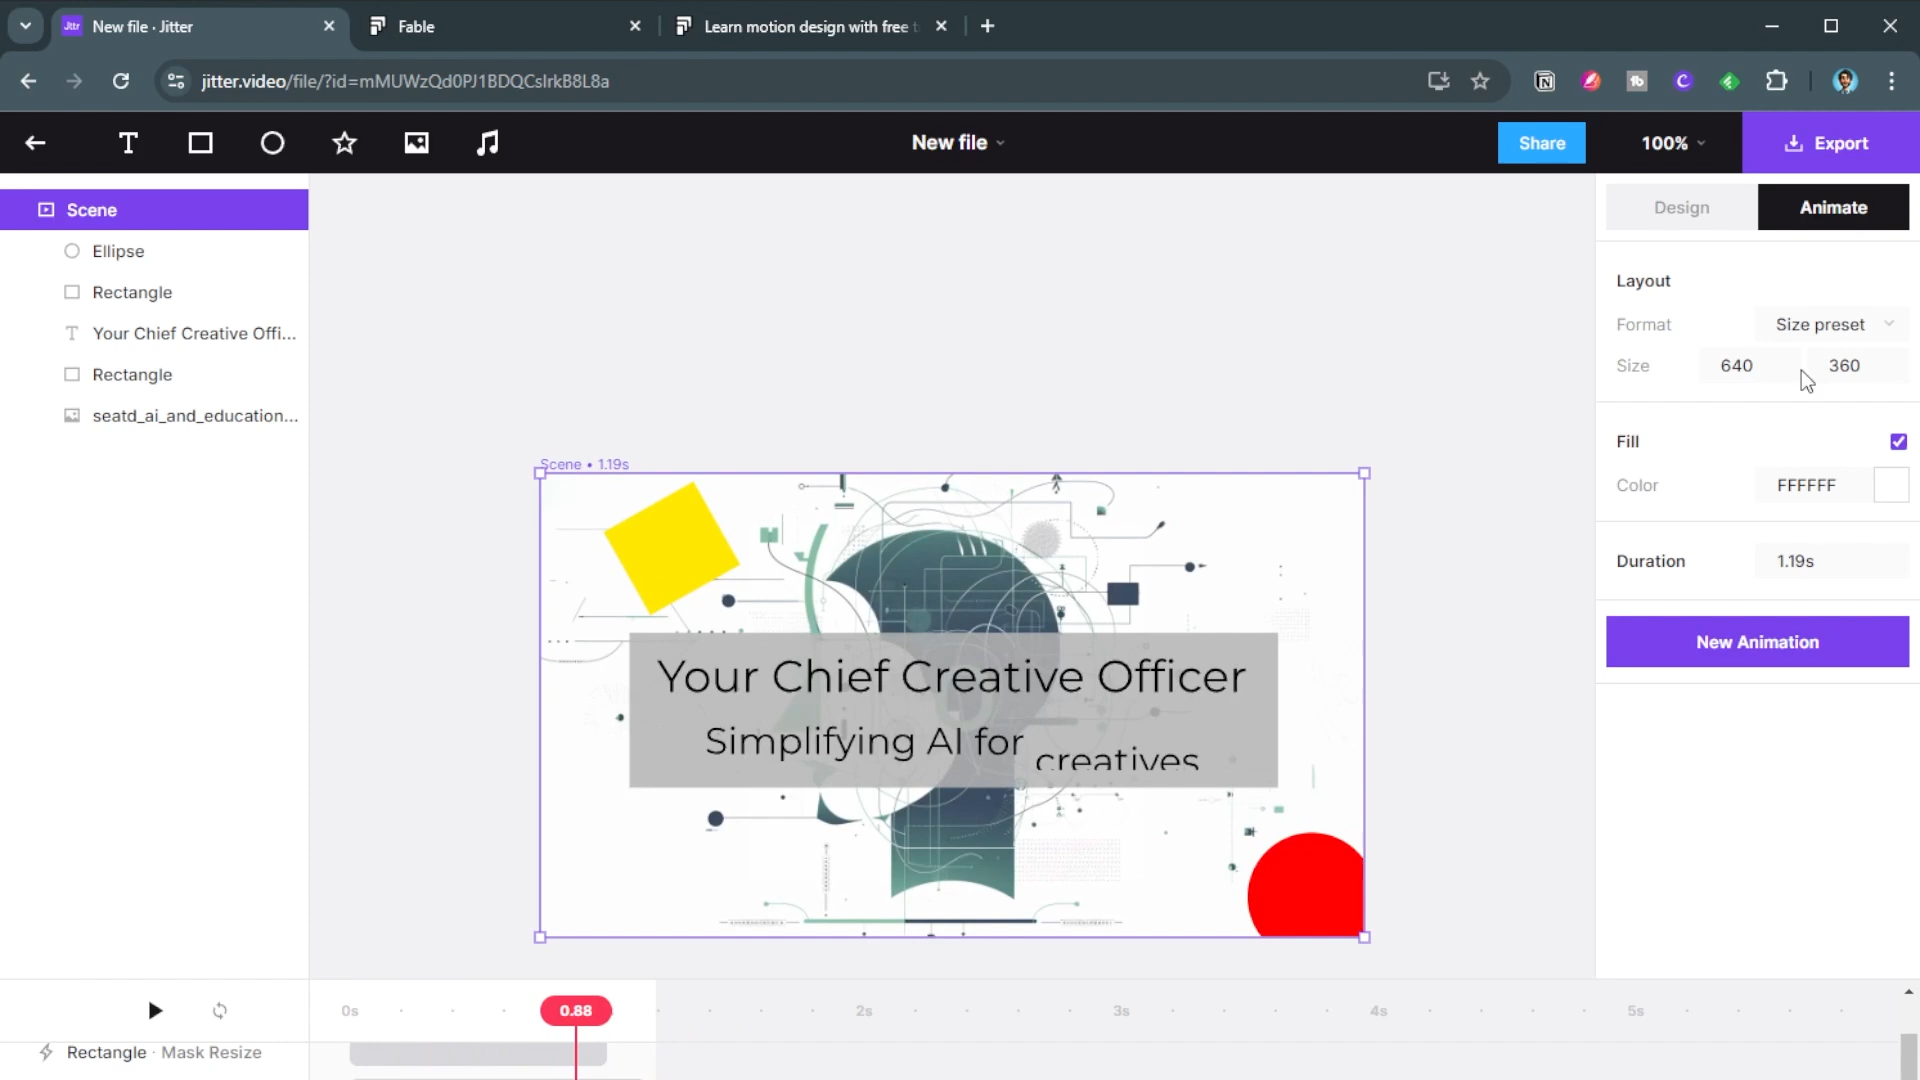 Jttr New file · Jitter
Fable
Learn motion design with free
jitter.video/file/?id=mMUWzQd0PJ1BDQCsIrkB8L8a
New file
Share
100%
Export
Scene
Ellipse
Rectangle
Your Chief Creative Offi...
Rectangle
seatd_ai_and_education...
Scene • 1.19s
Your Chief Creative Officer
Simplifying AI for creatives
Design
Animate
Layout
Format Size preset
Size 640 360
Fill
Color FFFFFF
Duration 1.19s
New Animation
0s 0.88 2s 3s 4s 5s
Rectangle · Mask Resize